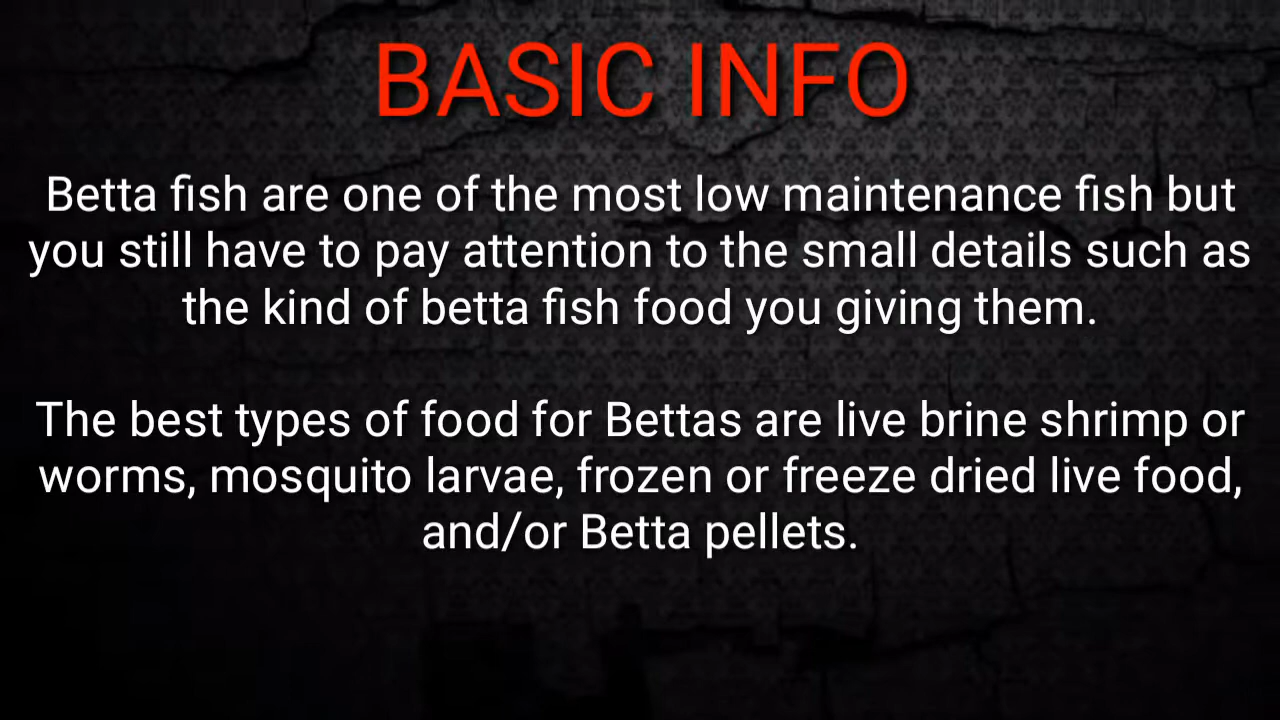 BASIC INFO
Betta fish are one of the most low maintenance fish but
you still have to pay attention to the small details such as
the kind of betta fish food you giving them.
The best types of food for Bettas are live brine shrimp or
worms, mosquito larvae, frozen or freeze dried live food,
and/or Betta pellets.